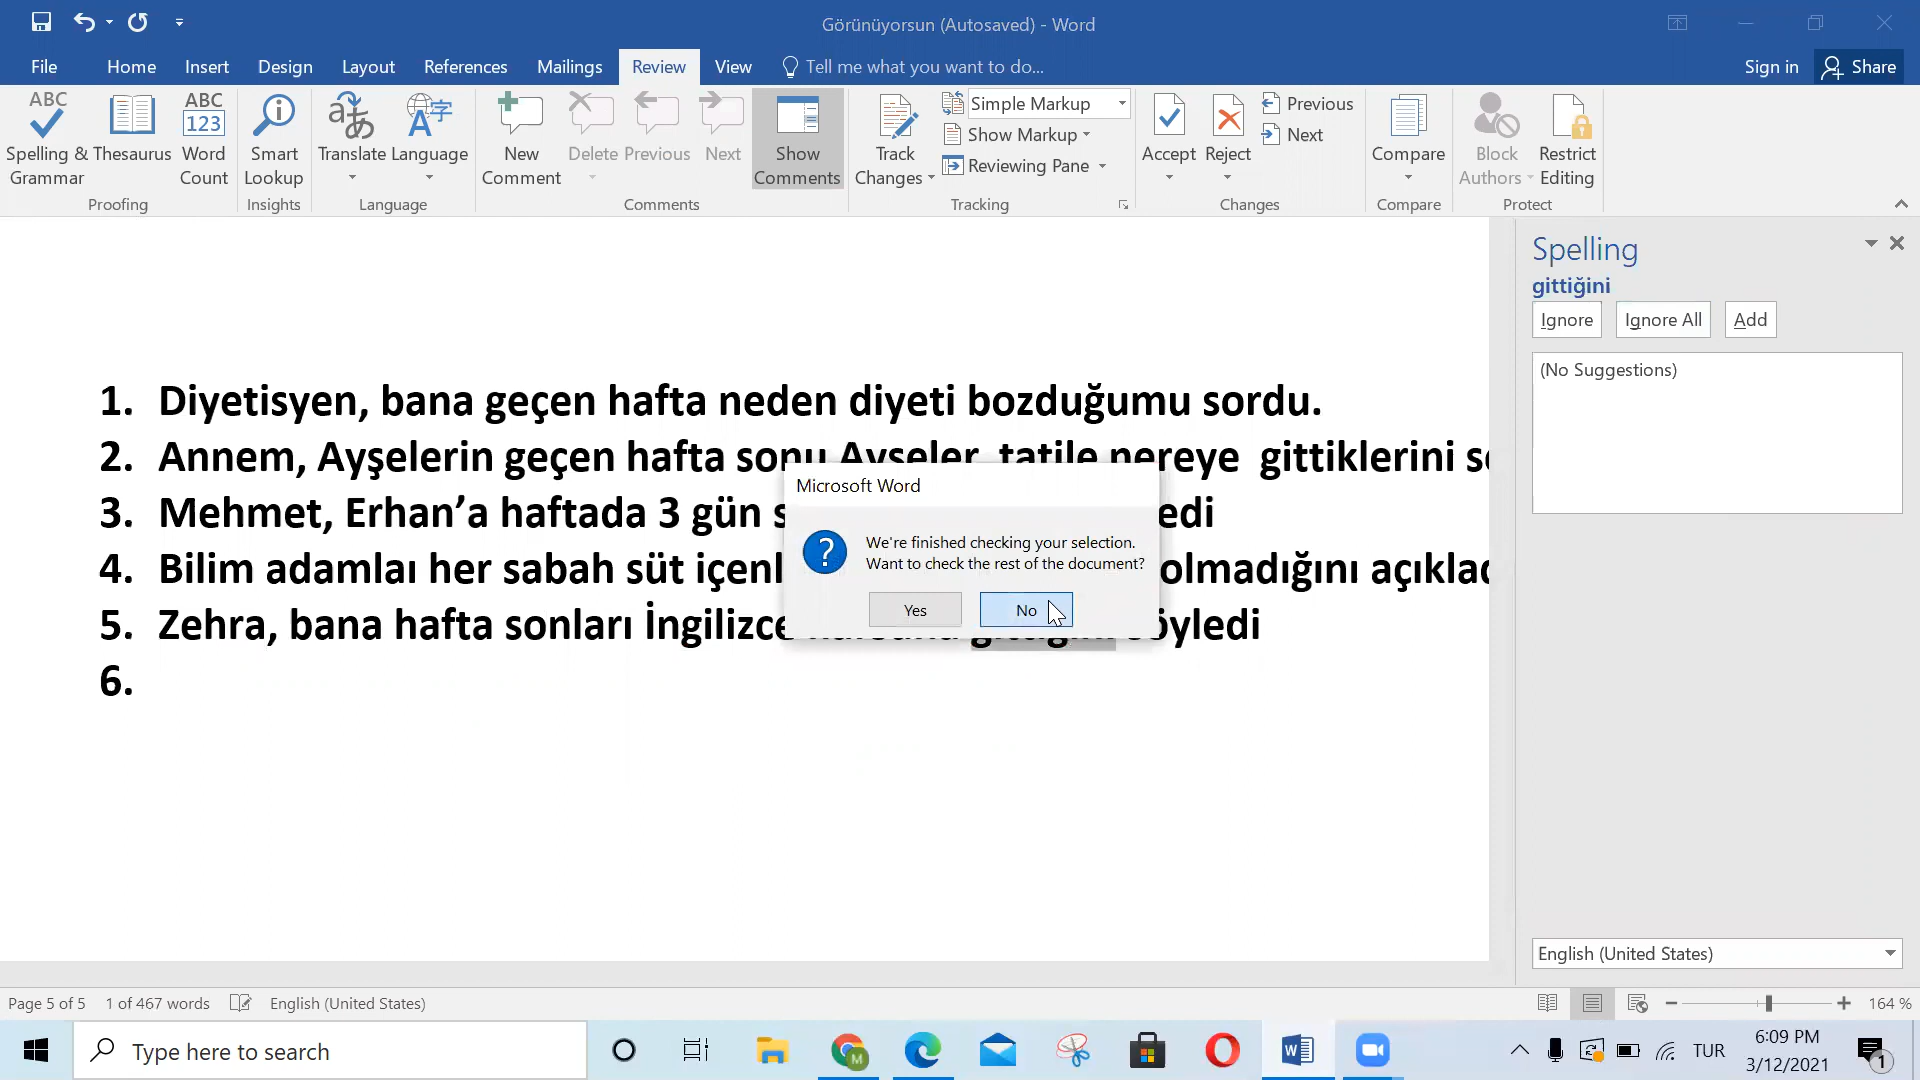 Görünüyorsun (Autosaved) - Word
File Home Insert Design Layout References Mailings Review View Tell me what you want to do... Sign in Share
Spelling & Grammar
Thesaurus
Word Count
Proofing
Smart Lookup
Insights
Translate
Language
Language
New Comment
Delete
Previous
Next
Show Comments
Comments
Track Changes
Simple Markup
Show Markup
Reviewing Pane
Tracking
Accept
Reject
Previous
Next
Changes
Compare
Compare
Block Authors
Restrict Editing
Protect
1. Diyetisyen, bana geçen hafta neden diyeti bozduğumu sordu.
2. Annem, Ayşelerin geçen hafta sonu Ayşeler tatile nereye gittiklerini
3. Mehmet, Erhan’a haftada 3 gün
4. Bilim adamlaı her sabah süt olmadığını
5. Zehra, bana hafta sonları İngilizce
6.
Microsoft Word
We're finished checking your selection.
Want to check the rest of the document?
Yes No
Spelling
gittiğini
Ignore Ignore All Add
(No Suggestions)
English (United States)
Page 5 of 5 1 of 467 words English (United States) 164 %
Type here to search
TUR
6:09 PM
3/12/2021
1